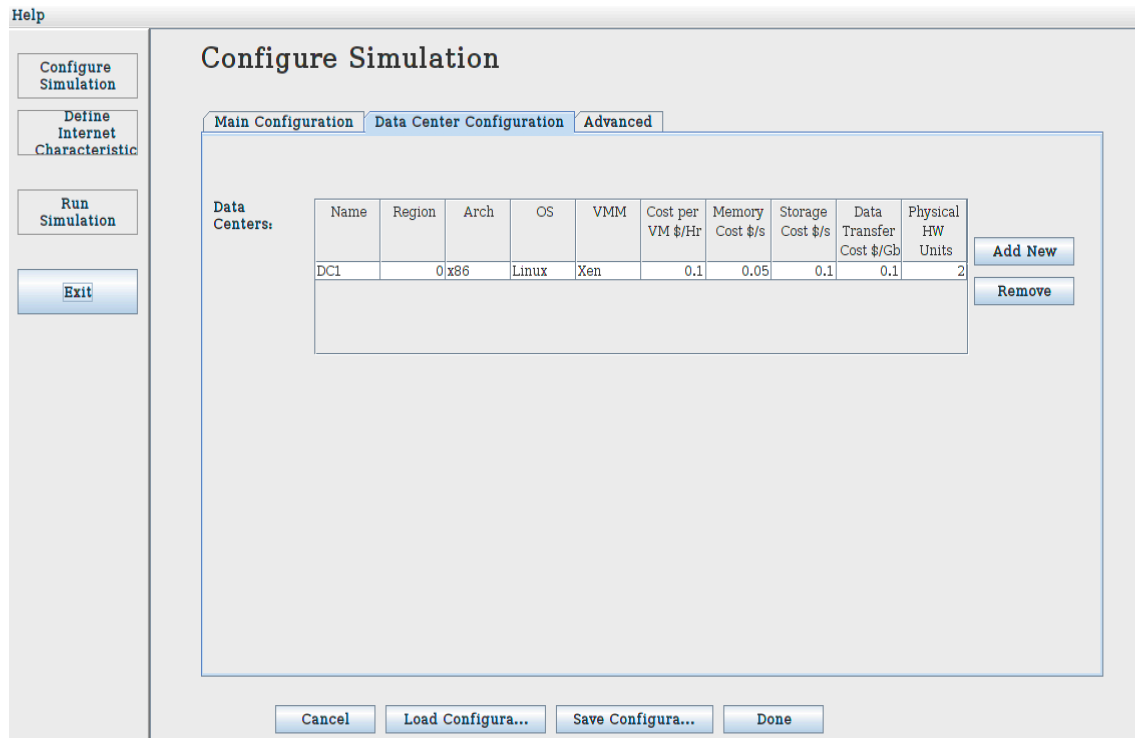 Help
Configure
Simulation
Define
Internet
Characteristic
Run
Simulation
Exit
Configure Simulation
Main Configuration Data Center Configuration Advanced
Data
Centers:
Name Region Arch OS VMM Cost per Memory Storage Data Physical
VM $/Hr Cost $/s Cost $/s Transfer HW
Cost $/Gb Units
DC1 0 x86 Linux Xen 0.1 0.05 0.1 0.1 2
Add New
Remove
Cancel Load Configura... Save Configura... Done